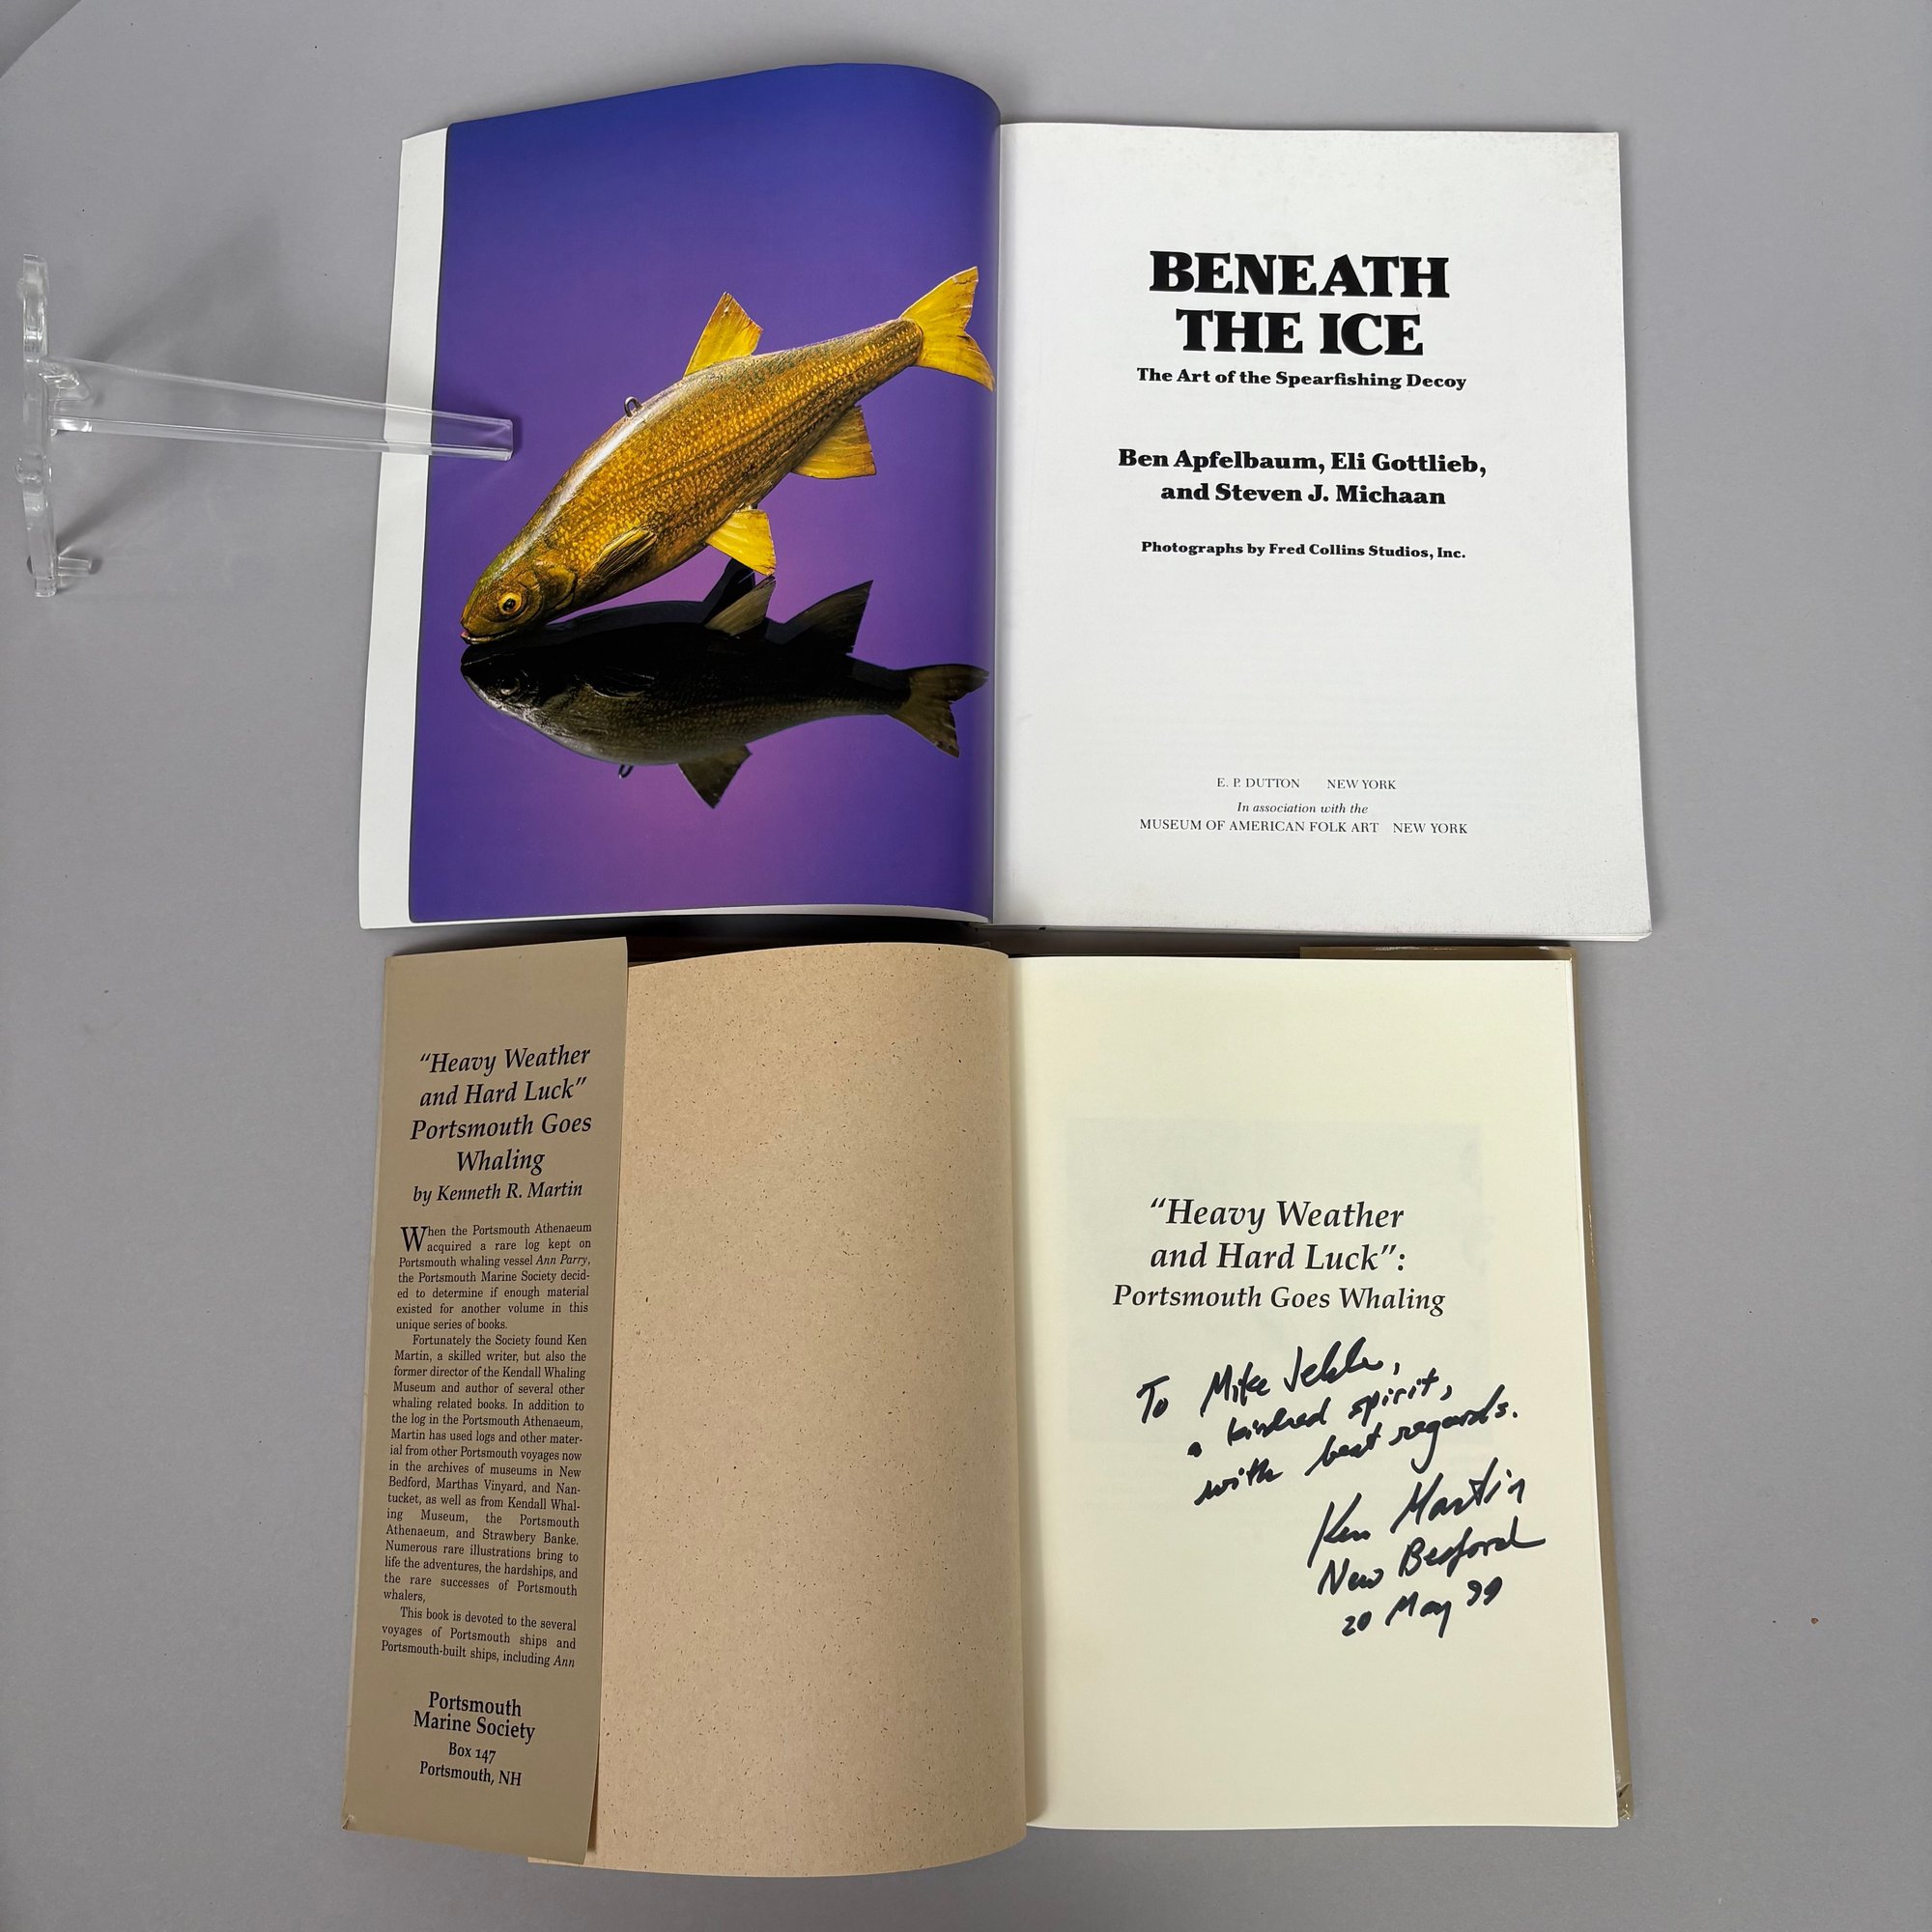 BENEATH
THE ICE
The Art of the Spearfishing Decoy
Ben Apfelbaum, Eli Gottlieb,
and Steven J. Michaan
Photographs by Fred Collins Studios, Inc.
E. P. DUTTON NEW YORK
In association with the
MUSEUM OF AMERICAN FOLK ART NEW YORK
“Heavy Weather
and Hard Luck”
Portsmouth Goes
Whaling
by Kenneth R. Martin
When the Portsmouth Athenaeum
acquired a rare log kept on
Portsmouth whaling vessel Ann Parry,
the Portsmouth Marine Society decid-
ed to determine if enough material
existed for another volume in this
unique series of books.
Fortunately the Society found Ken
Martin, a skilled writer, but also the
former director of the Kendall Whaling
Museum and author of several other
whaling related books. In addition to
the log in the Portsmouth Athenaeum,
Martin has used logs and other mater-
ial from other Portsmouth voyages now
in the archives of museums in New
Bedford, Marthas Vinyard, and Nan-
tucket, as well as from Kendall Whal-
ing Museum, the Portsmouth
Athenaeum, and Strawbery Banke.
Numerous rare illustrations bring to
life the adventures, the hardships, and
the rare successes of Portsmouth
whalers,
This book is devoted to the several
voyages of Portsmouth ships and
Portsmouth-built ships, including Ann
Portsmouth
Marine Society
Box 147
Portsmouth, NH
“Heavy Weather
and Hard Luck”:
Portsmouth Goes Whaling
To Mike
a kindred spirit,
with best regards.
Ken Martin
New Bedford
20 May 99